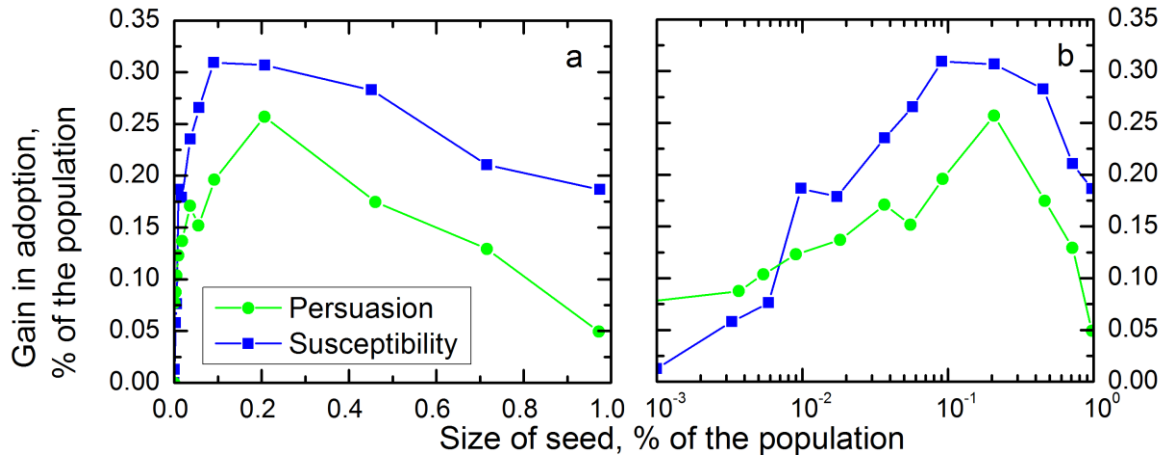 Gain in adoption,
% of the population
0.35
0.30
0.25
0.20
0.15
0.10
0.05
0.00
a
Persuasion
Susceptibility
0.0 0.2 0.4 0.6 0.8 1.0
b
0.35
0.30
0.25
0.20
0.15
0.10
0.05
0.00
10⁻³ 10⁻² 10⁻¹ 10⁰
Size of seed, % of the population